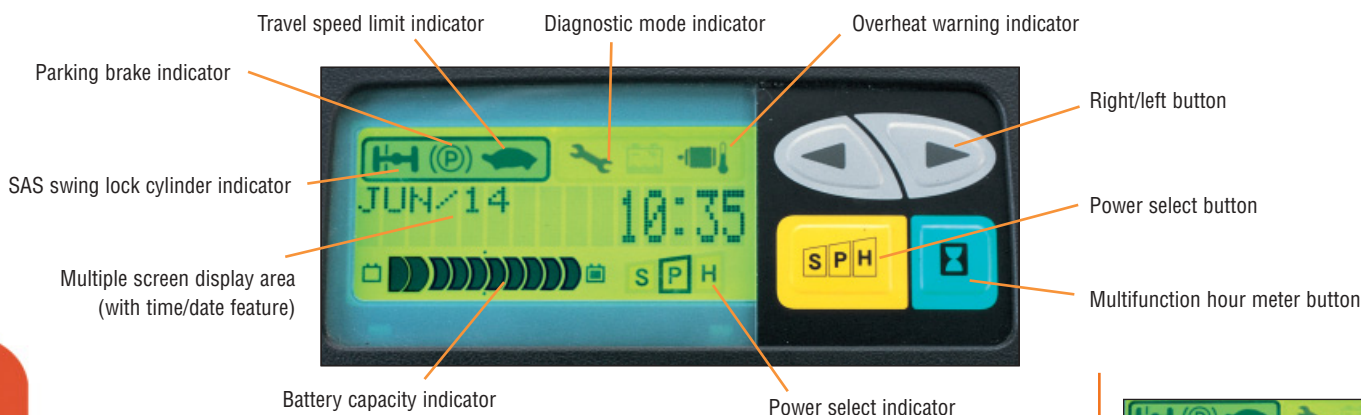 Travel speed limit indicator
Diagnostic mode indicator
Overheat warning indicator
Parking brake indicator
Right/left button
SAS swing lock cylinder indicator
(P)
JUN/14
10:35
Power select button
S P H
Multiple screen display area
(with time/date feature)
S P H
Multifunction hour meter button
Battery capacity indicator
Power select indicator
(P)